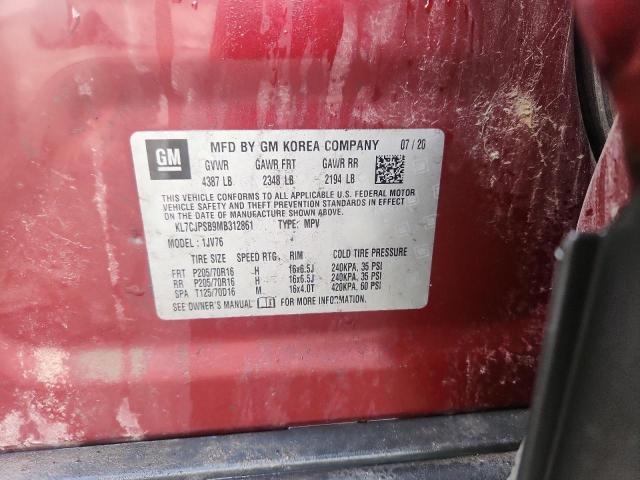 GM
MFD BY GM KOREA COMPANY 07/20
GVWR GAWR FRT GAWR RR
4387 LB 2348 LB 2194 LB
THIS VEHICLE CONFORMS TO ALL APPLICABLE U.S. FEDERAL MOTOR
VEHICLE SAFETY AND THEFT PREVENTION STANDARDS IN EFFECT
ON THE DATE OF MANUFACTURE SHOWN ABOVE.
KL7CJPSB9MB312861 TYPE: MPV
MODEL: 1JV76
TIRE SIZE SPEED RTG. RIM COLD TIRE PRESSURE
FRT P205/70R16 H 16x6.5J 240KPA, 35 PSI
RR P205/70R16 H 16x6.5J 240KPA, 35 PSI
SPA T125/70D16 M 16x4.0T 420KPA, 60 PSI
SEE OWNER'S MANUAL FOR MORE INFORMATION.